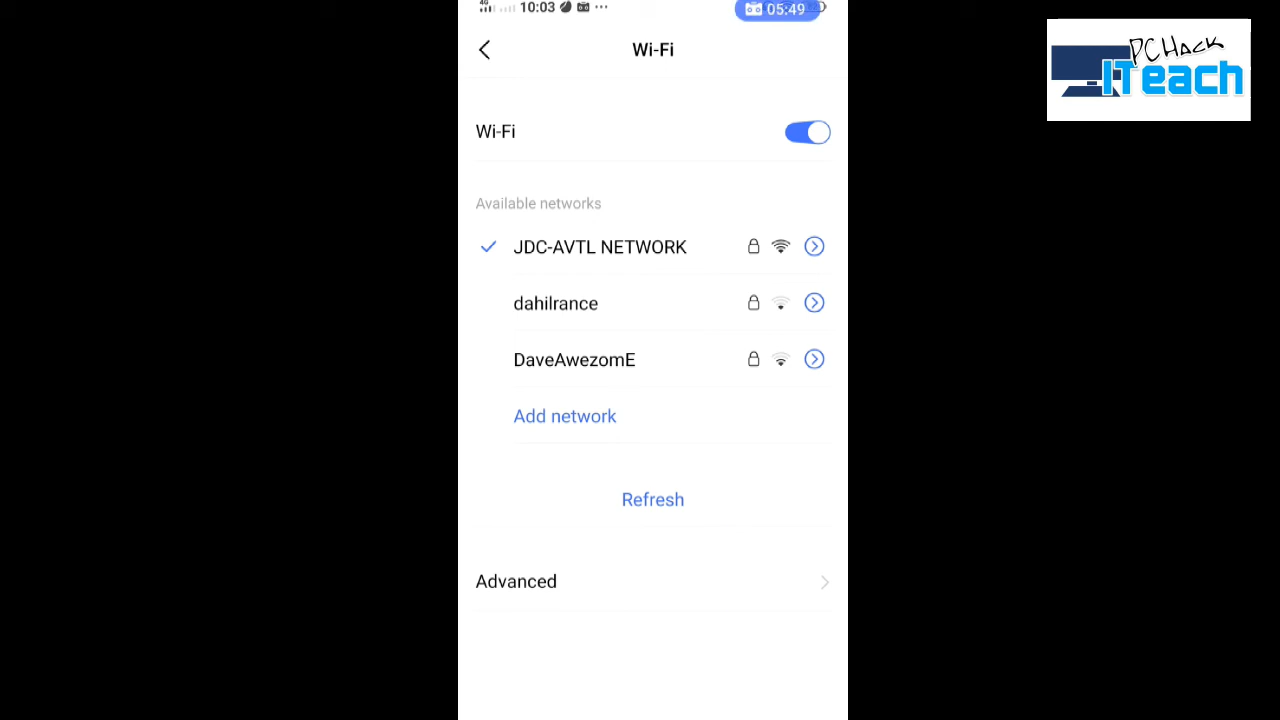 4G 10:03 ... 05:49
Wi-Fi
Wi-Fi
Available networks
JDC-AVTL NETWORK
dahilrance
DaveAwezomE
Add network
Refresh
Advanced
PC HACK
ITeach